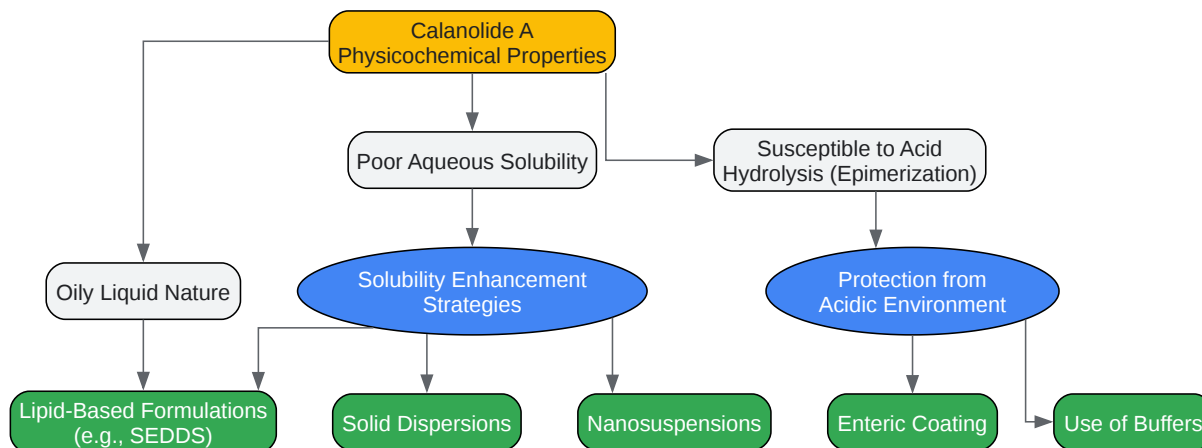 Calanolide A
Physicochemical Properties
Poor Aqueous Solubility
Susceptible to Acid
Hydrolysis (Epimerization)
Oily Liquid Nature
Solubility Enhancement
Strategies
Protection from
Acidic Environment
Lipid-Based Formulations
(e.g., SEDDS)
Solid Dispersions
Nanosuspensions
Enteric Coating
Use of Buffers